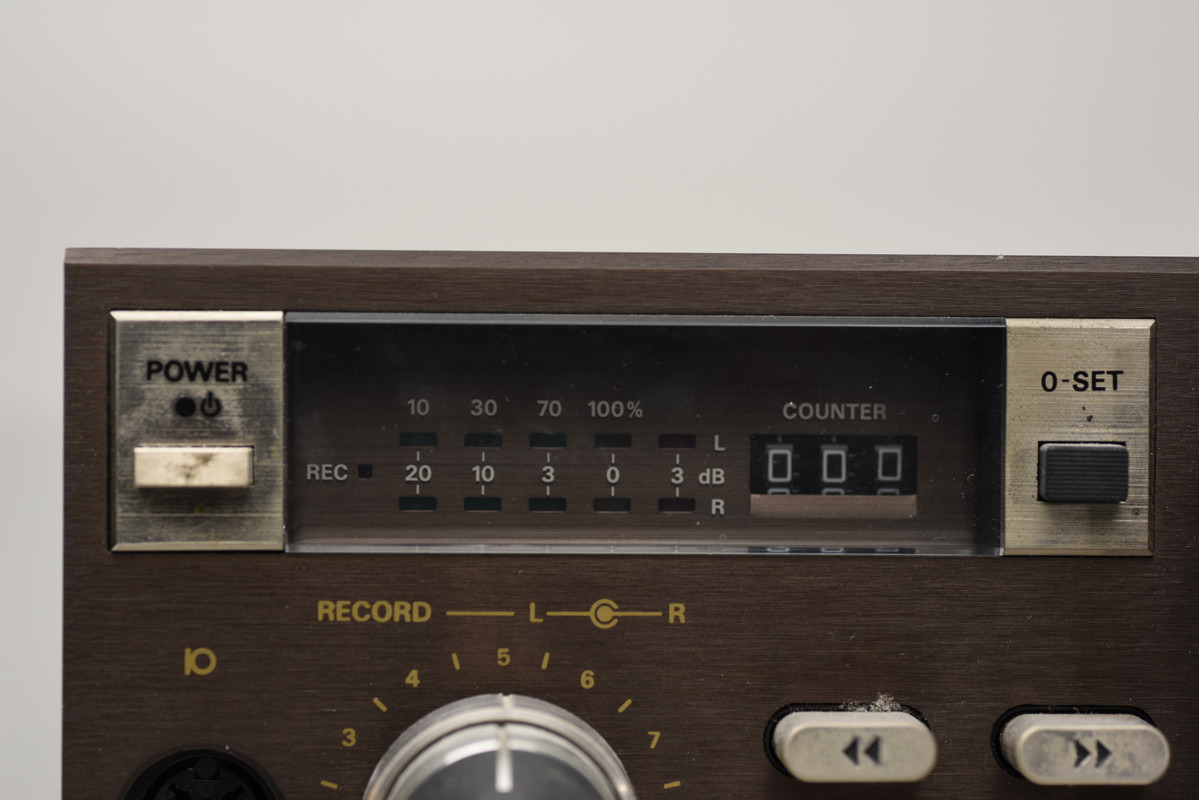 POWER
0-SET
10 30 70 100%
COUNTER
L
REC 20 10 3 0 3 dB
000
R
RECORD L R
5
4 6
3 7